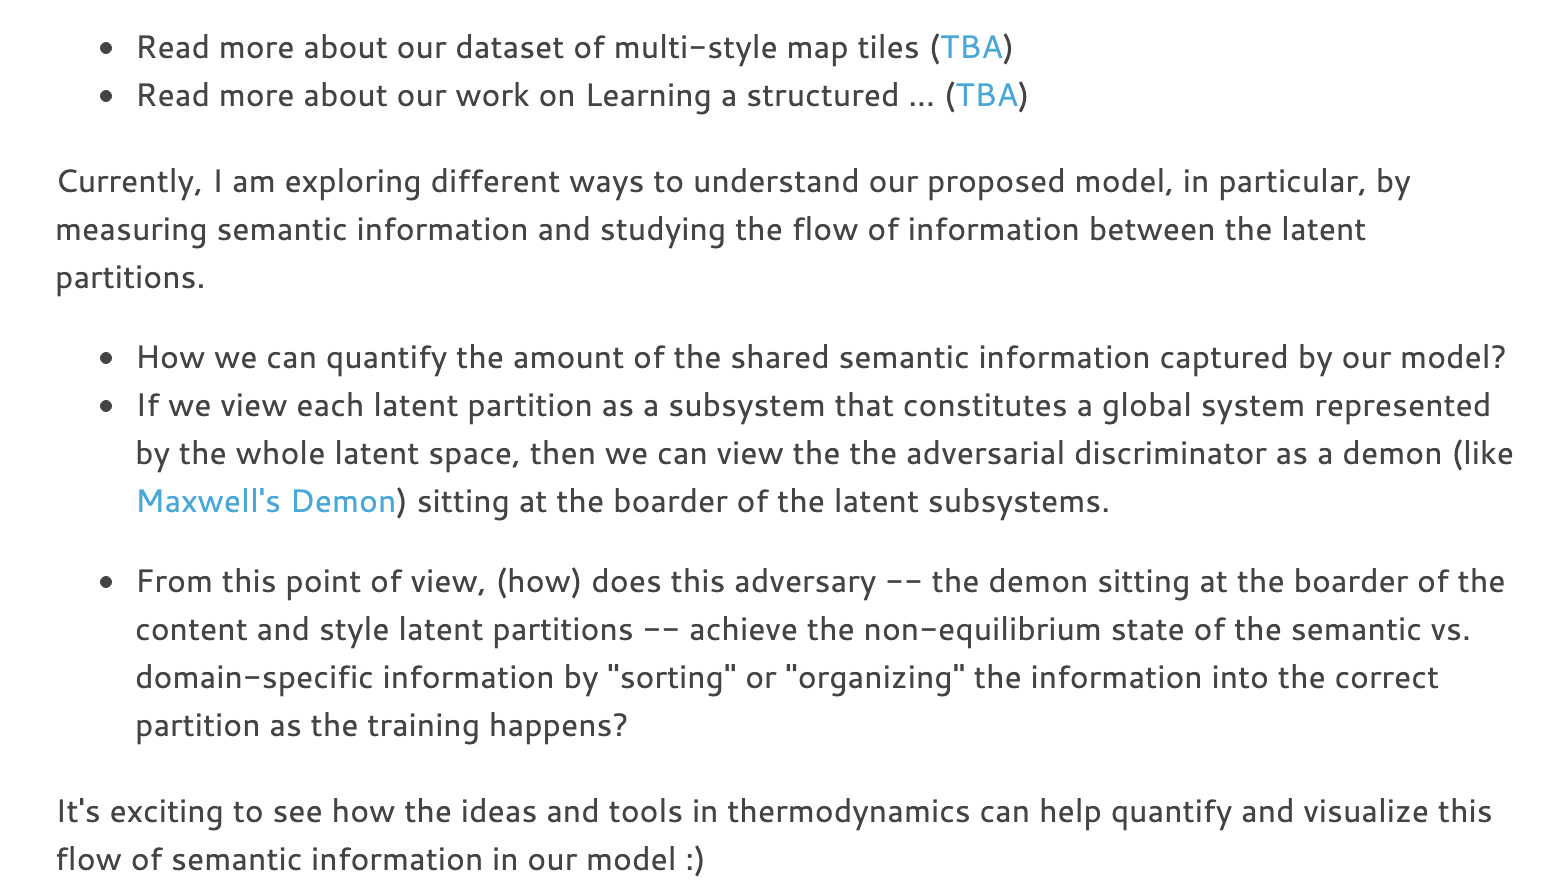 • Read more about our dataset of multi-style map tiles (TBA)
• Read more about our work on Learning a structured ... (TBA)
Currently, I am exploring different ways to understand our proposed model, in particular, by
measuring semantic information and studying the flow of information between the latent
partitions.
• How we can quantify the amount of the shared semantic information captured by our model?
• If we view each latent partition as a subsystem that constitutes a global system represented
by the whole latent space, then we can view the the adversarial discriminator as a demon (like
Maxwell's Demon) sitting at the boarder of the latent subsystems.
• From this point of view, (how) does this adversary -- the demon sitting at the boarder of the
content and style latent partitions -- achieve the non-equilibrium state of the semantic vs.
domain-specific information by "sorting" or "organizing" the information into the correct
partition as the training happens?
It's exciting to see how the ideas and tools in thermodynamics can help quantify and visualize this
flow of semantic information in our model :)